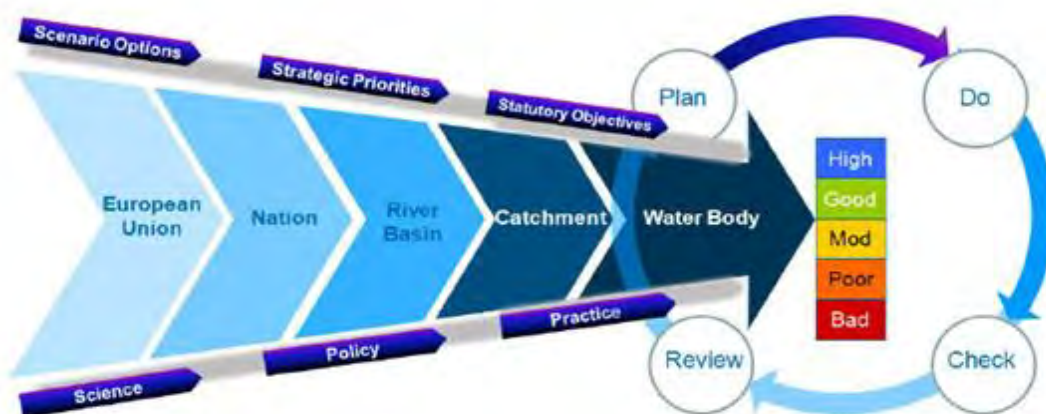 Scenario Options
Strategic Priorities
Statutory Objectives
Plan
Do
European
Union
Nation
River
Basin
Catchment
Water Body
High
Good
Mod
Poor
Bad
Science
Policy
Practice
Review
Check